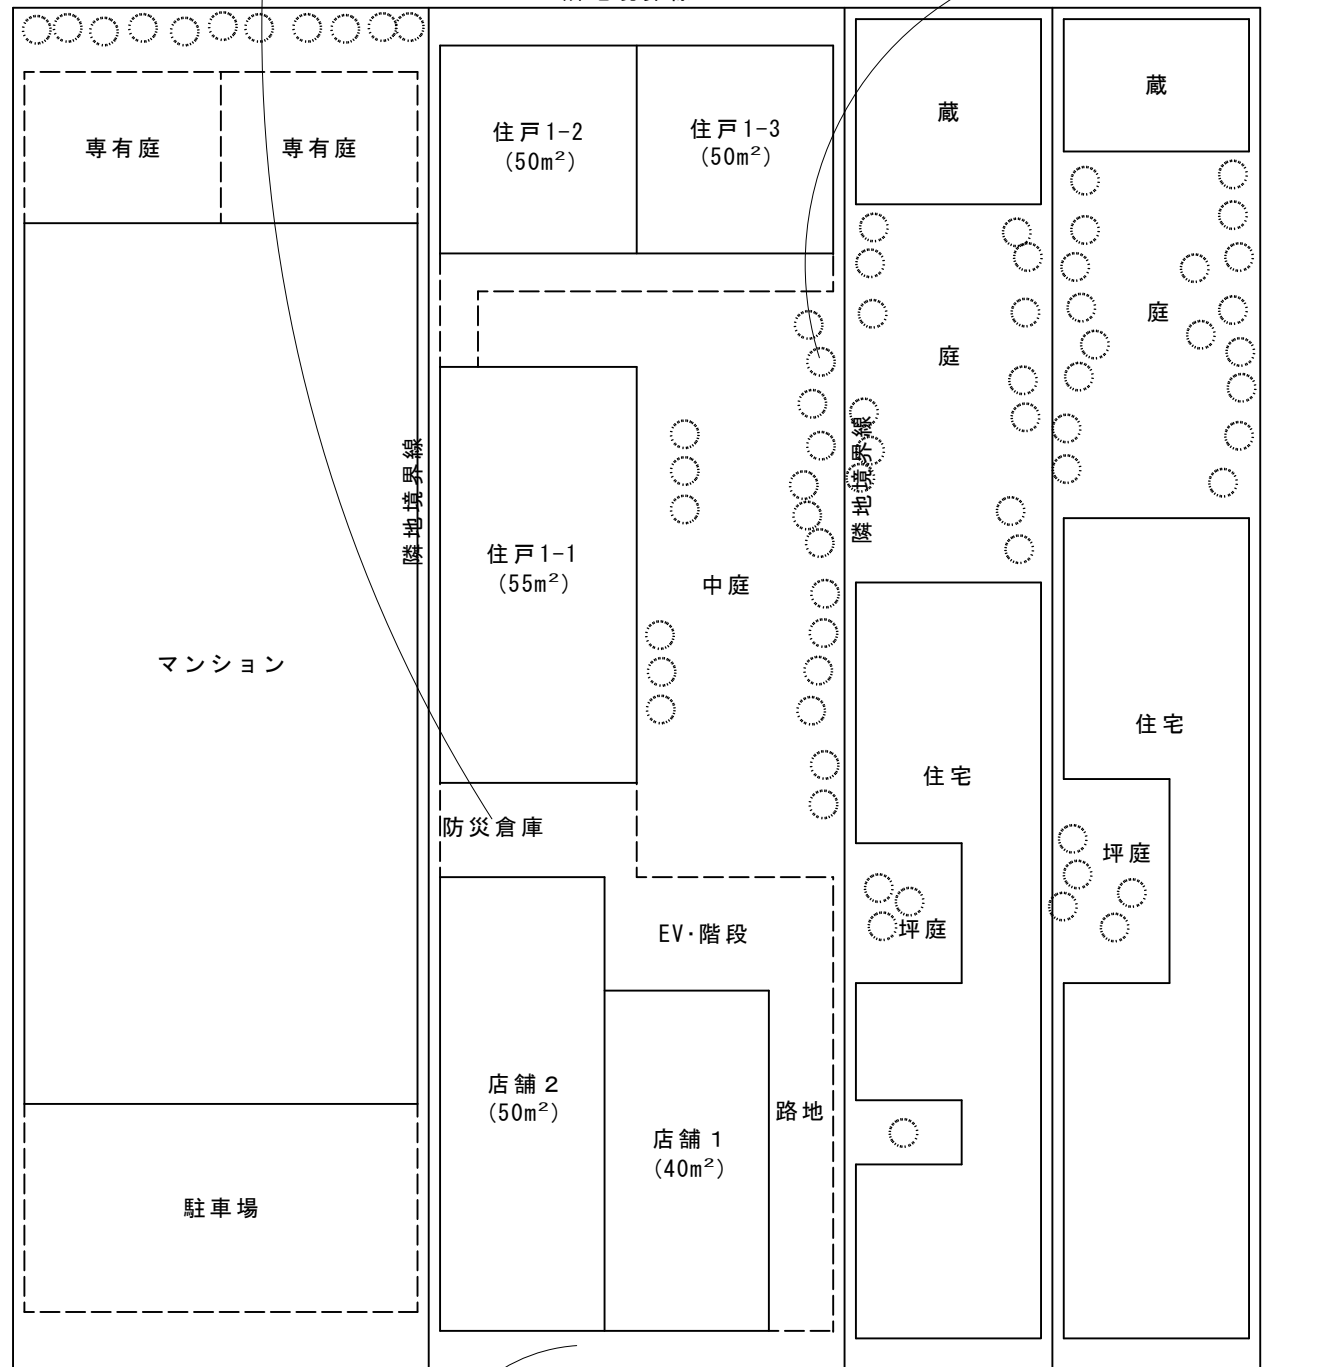 専有庭
専有庭
住戸1-2
(50m²)
住戸1-3
(50m²)
蔵
蔵
庭
庭
隣地境界線
隣地境界線
住戸1-1
(55m²)
中庭
マンション
住宅
住宅
防災倉庫
坪庭
坪庭
EV・階段
店舗2
(50m²)
店舗1
(40m²)
路地
駐車場